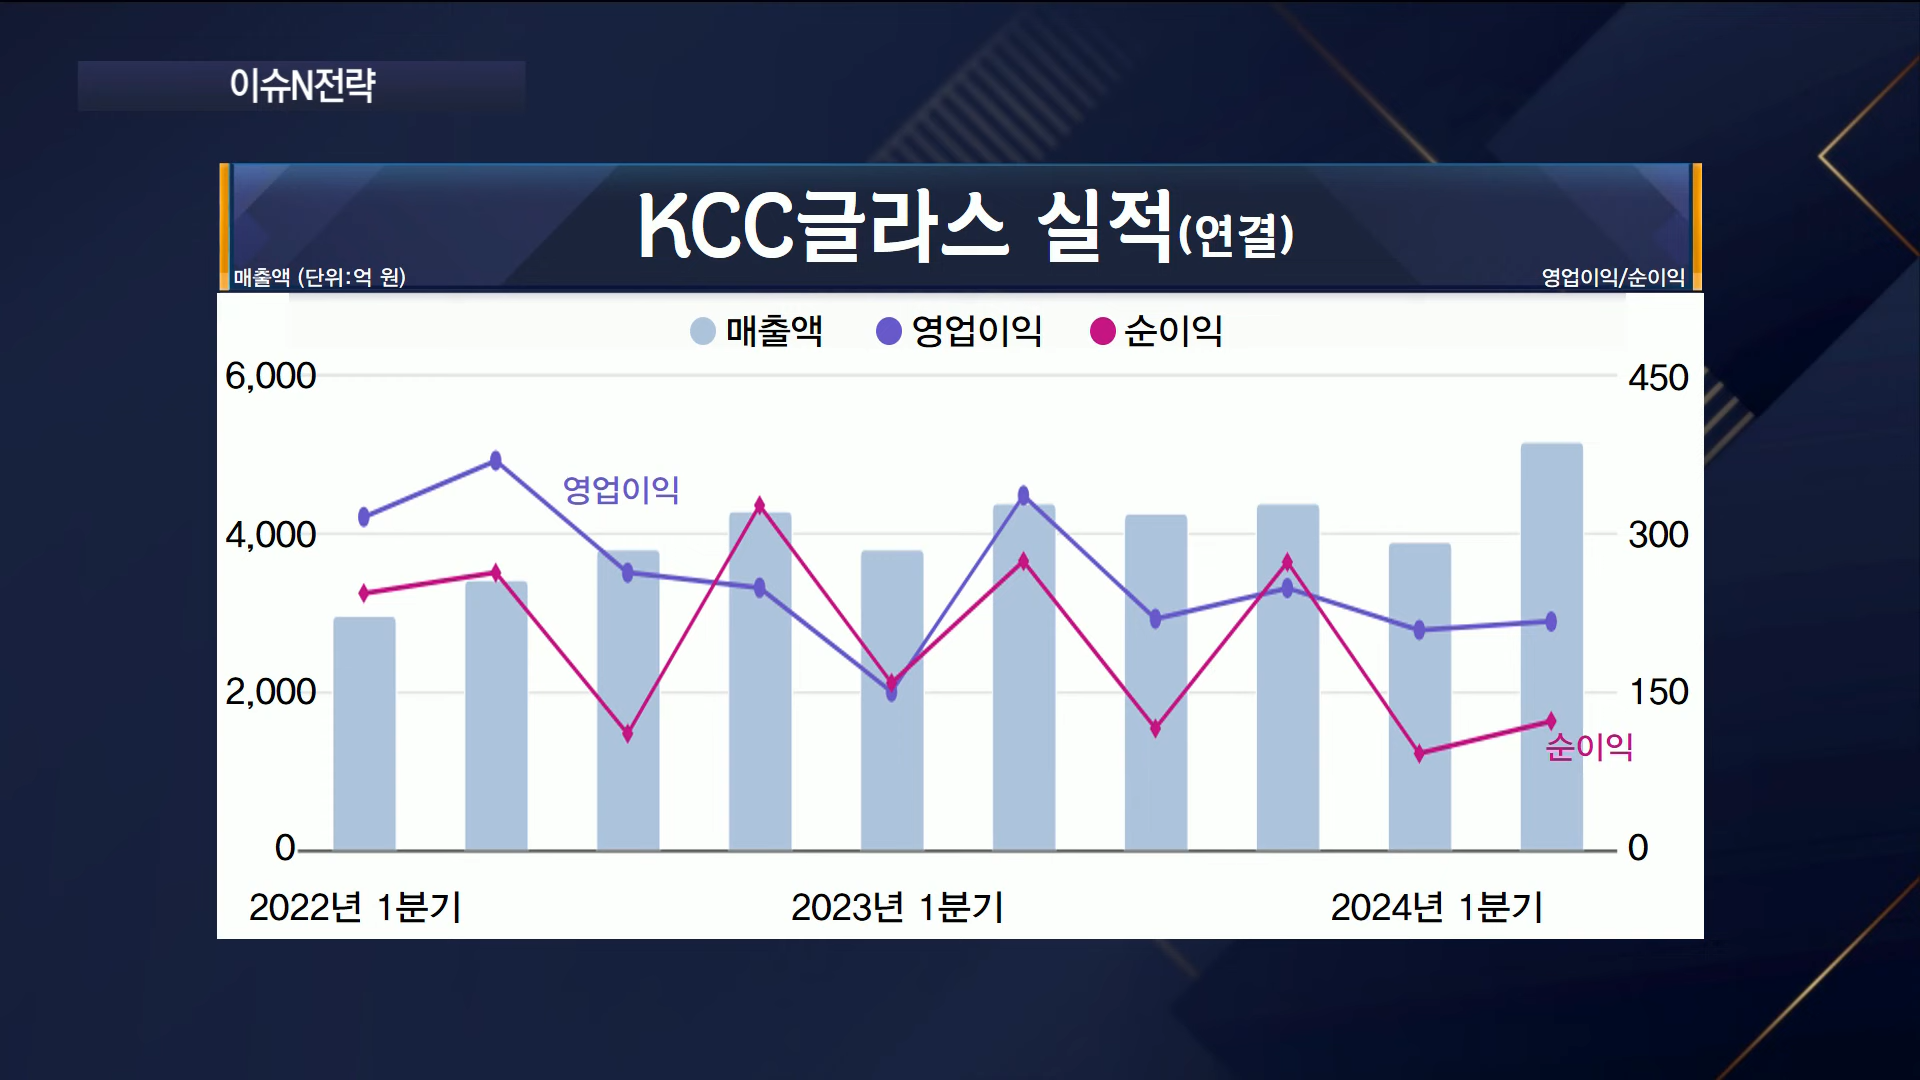 이슈N전략
KCC글라스 실적(연결)
매출액 (단위:억 원)
영업이익/순이익
매출액 영업이익 순이익
6,000
450
영업이익
4,000
300
2,000
150
순이익
0
0
2022년 1분기 2023년 1분기 2024년 1분기